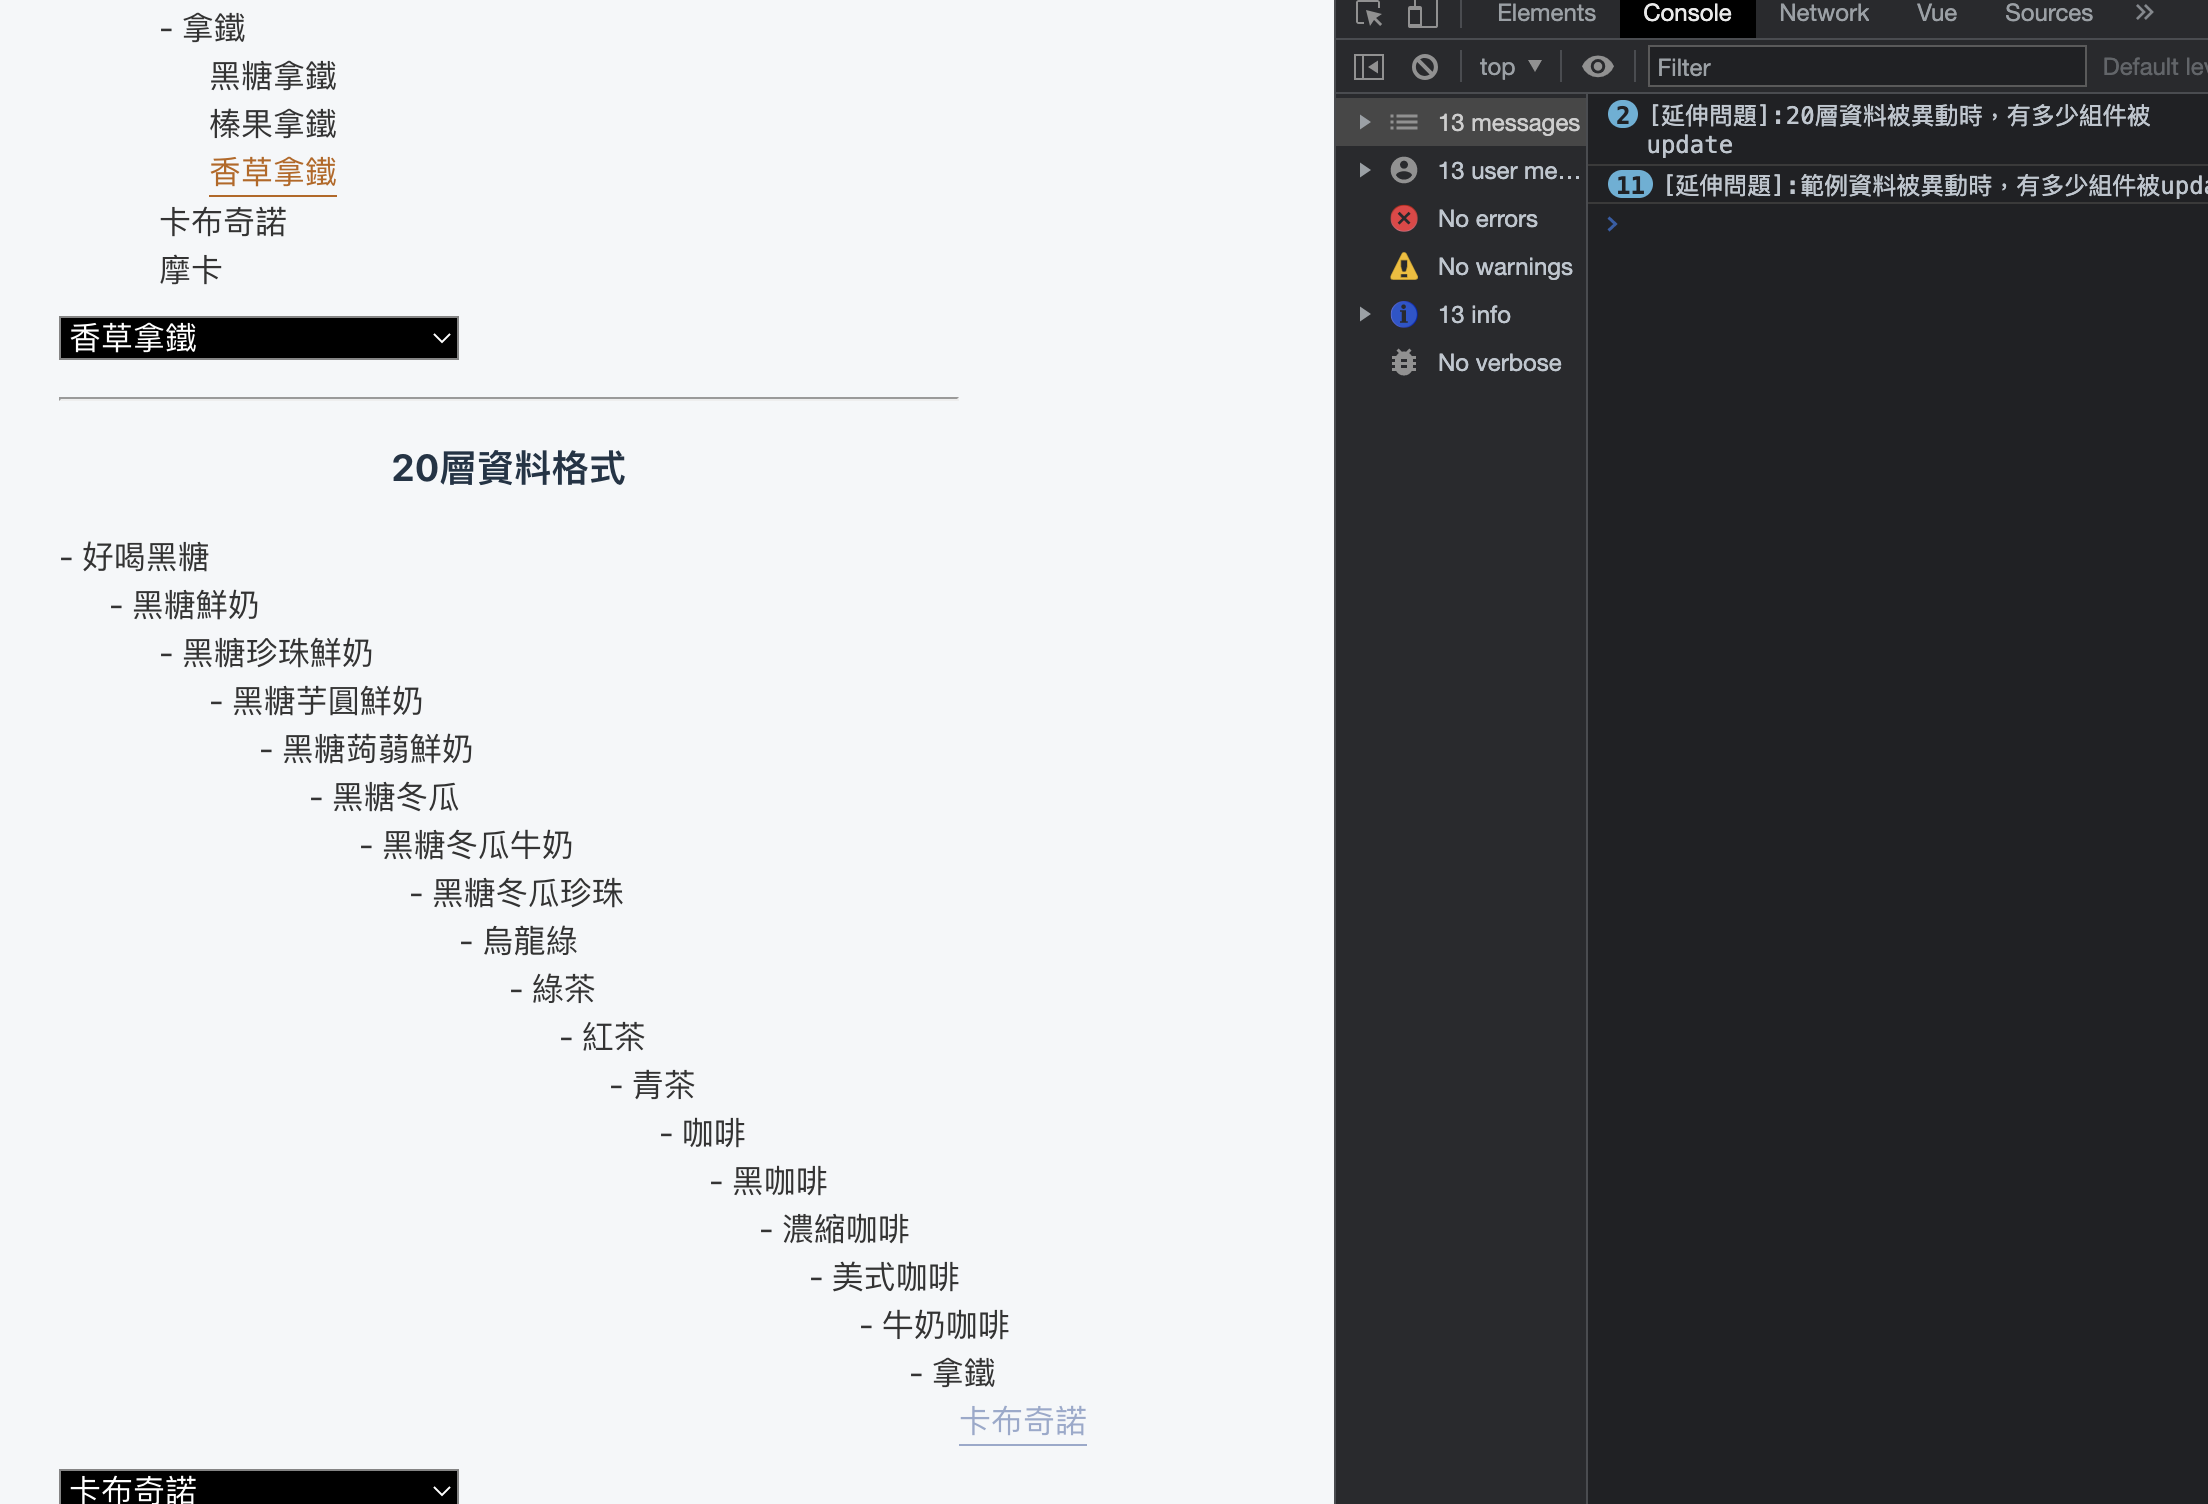 - 拿鐵
黑糖拿鐵
榛果拿鐵
香草拿鐵
卡布奇諾
摩卡
香草拿鐵
20層資料格式
- 好喝黑糖
- 黑糖鮮奶
- 黑糖珍珠鮮奶
- 黑糖芋圓鮮奶
- 黑糖蒟蒻鮮奶
- 黑糖冬瓜
- 黑糖冬瓜牛奶
- 黑糖冬瓜珍珠
- 烏龍綠
- 綠茶
- 紅茶
- 青茶
- 咖啡
- 黑咖啡
- 濃縮咖啡
- 美式咖啡
- 牛奶咖啡
- 拿鐵
卡布奇諾
卡布奇諾
Elements Console Network Vue Sources
top Filter Default lev
13 messages
13 user me...
No errors
No warnings
13 info
No verbose
2 [延伸問題]:20層資料被異動時，有多少組件被
update
11 [延伸問題]:範例資料被異動時，有多少組件被upda